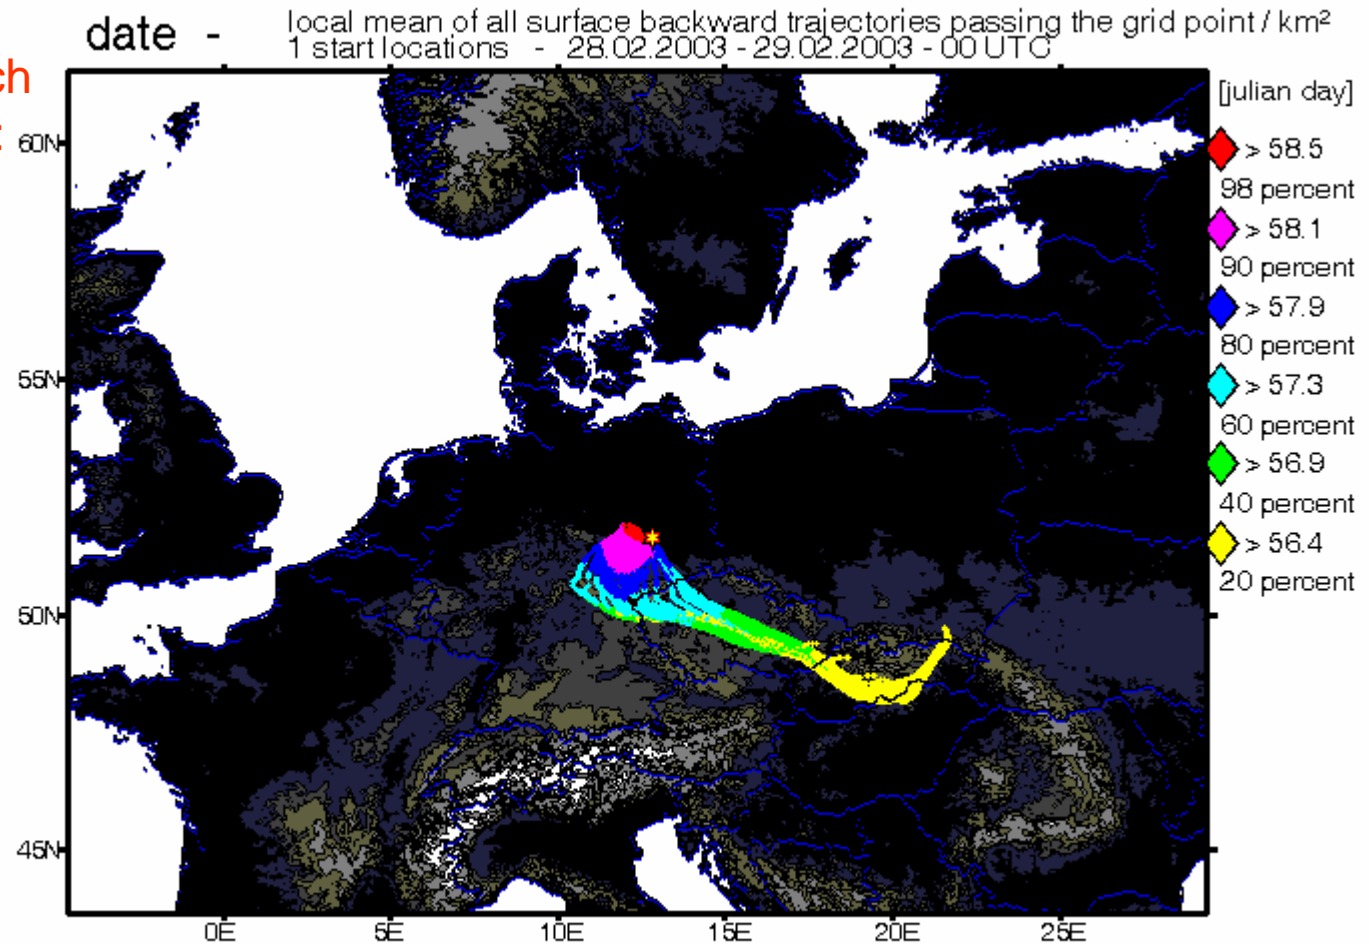 date -
local mean of all surface backward trajectories passing the grid point / km²
1 start locations - 28.02.2003 - 29.02.2003 - 00 UTC
ch
:
[julian day]
> 58.5
98 percent
> 58.1
90 percent
> 57.9
80 percent
> 57.3
60 percent
> 56.9
40 percent
> 56.4
20 percent
60N
55N
50N
45N
0E 5E 10E 15E 20E 25E